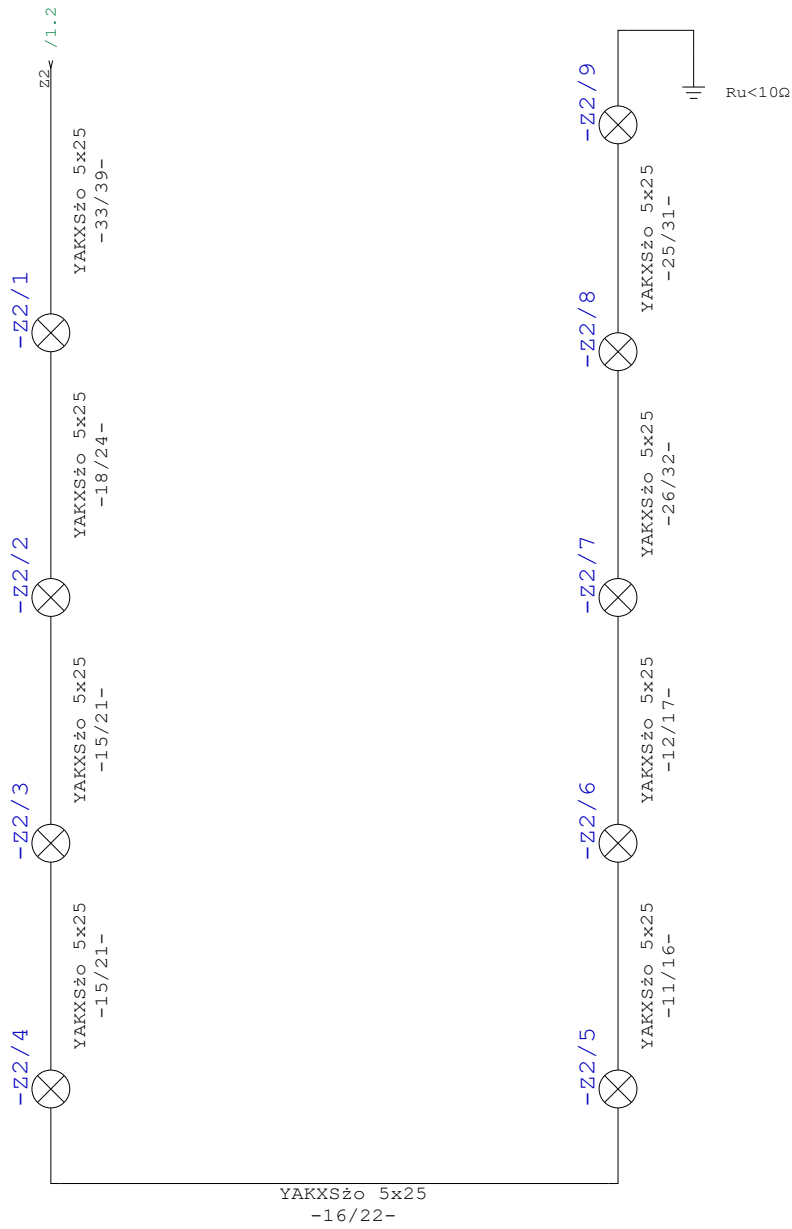 /1.2
Z2
YAKXSżo 5x25
-33/39-
-Z2/1
YAKXSżo 5x25
-18/24-
-Z2/2
YAKXSżo 5x25
-15/21-
-Z2/3
YAKXSżo 5x25
-15/21-
-Z2/4
YAKXSżo 5x25
-16/22-
-Z2/5
YAKXSżo 5x25
-11/16-
-Z2/6
YAKXSżo 5x25
-12/17-
-Z2/7
YAKXSżo 5x25
-26/32-
-Z2/8
YAKXSżo 5x25
-25/31-
-Z2/9
Ru<10Ω